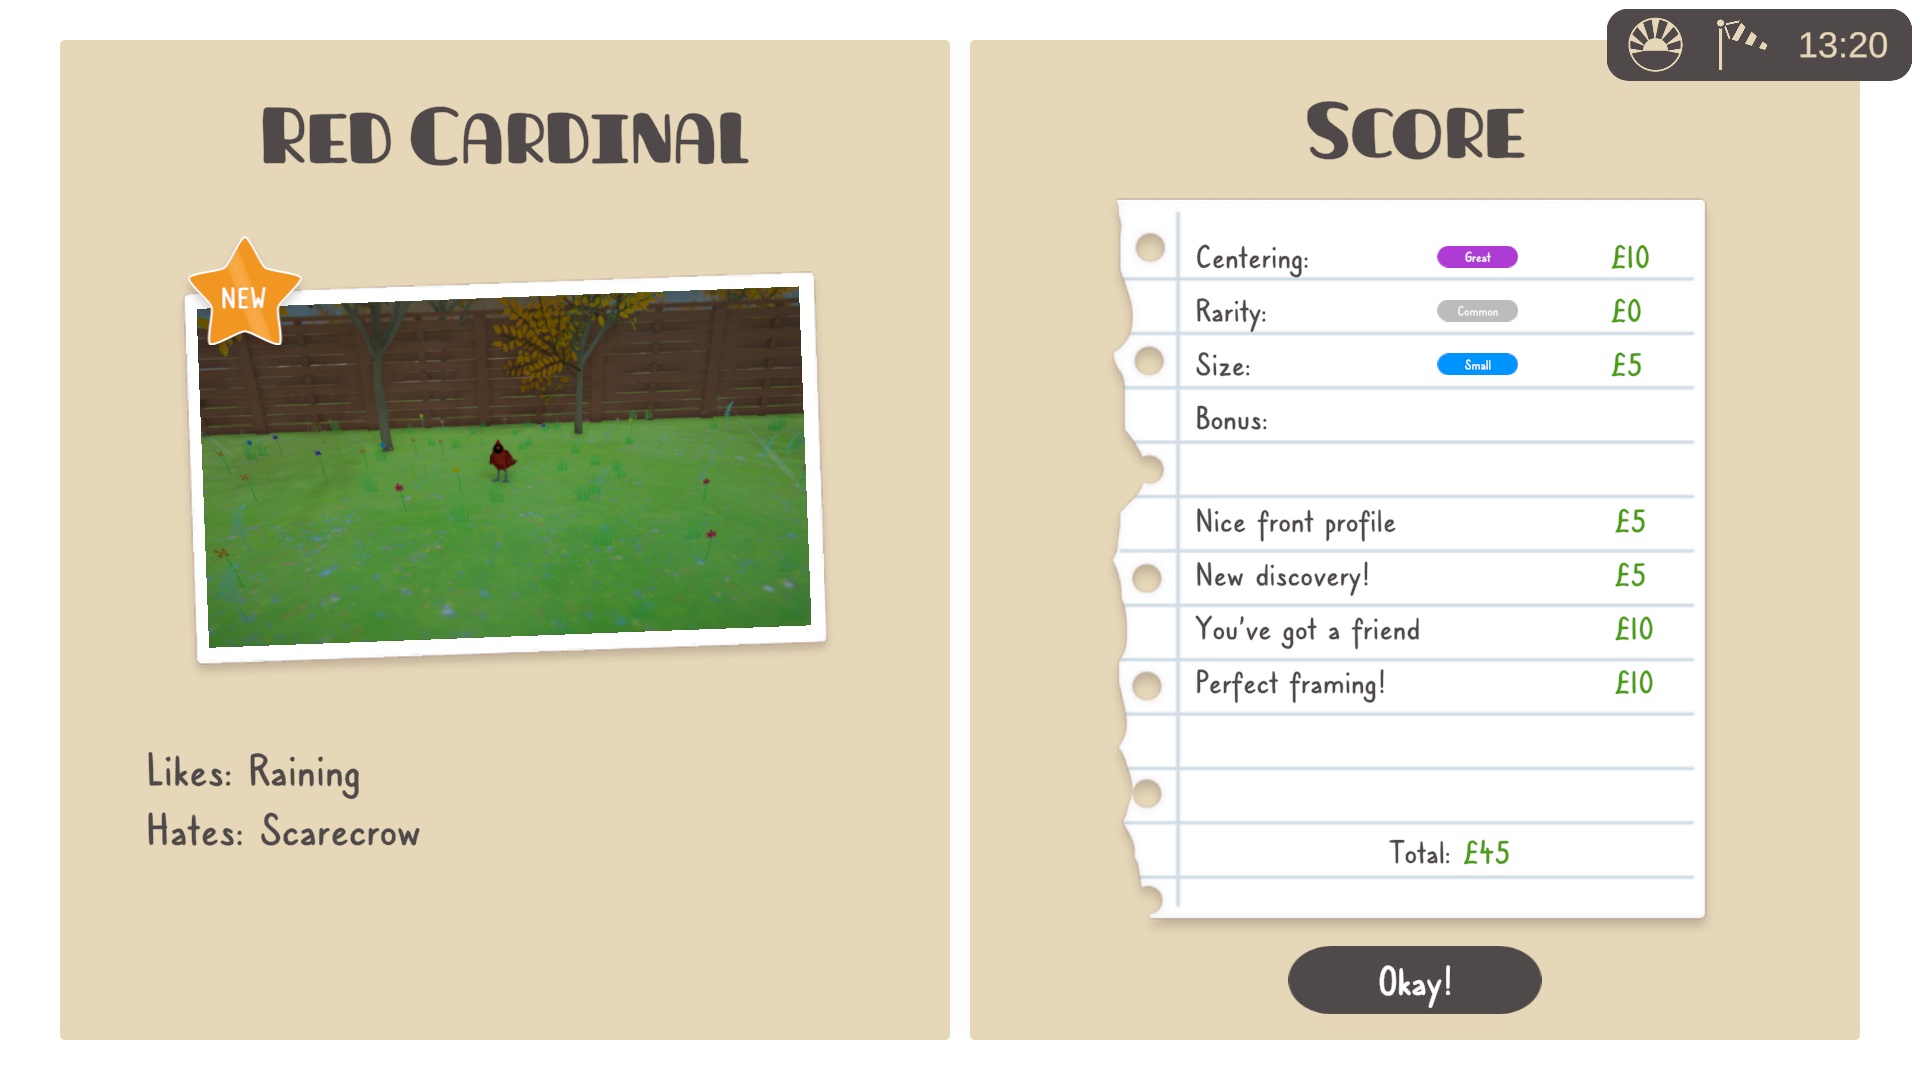 13:20
Red Cardinal
NEW
Likes: Raining
Hates: Scarecrow
Score
Centering: Great £10
Rarity: Common £0
Size: Small £5
Bonus:
Nice front profile £5
New discovery! £5
You've got a friend £10
Perfect framing! £10
Total: £45
Okay!